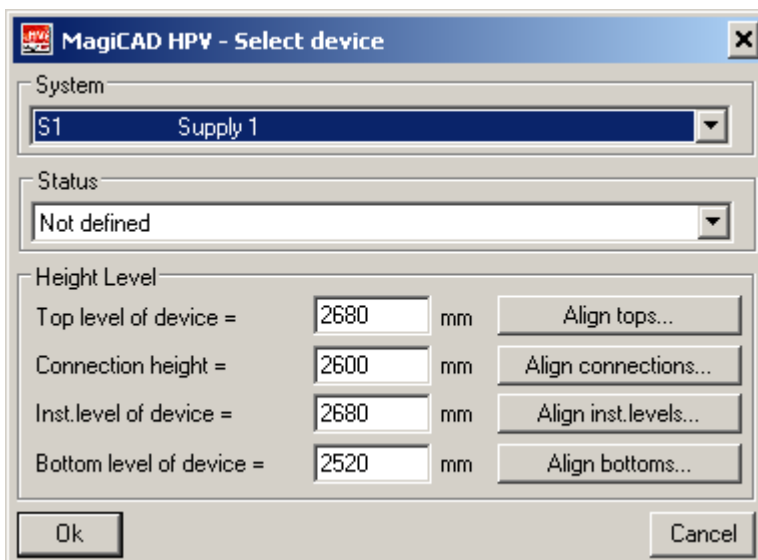 MagiCAD HPV - Select device
System
S1 Supply 1
Status
Not defined
Height Level
Top level of device = 2680 mm Align tops...
Connection height = 2600 mm Align connections...
Inst.level of device = 2680 mm Align inst.levels...
Bottom level of device = 2520 mm Align bottoms...
Ok Cancel